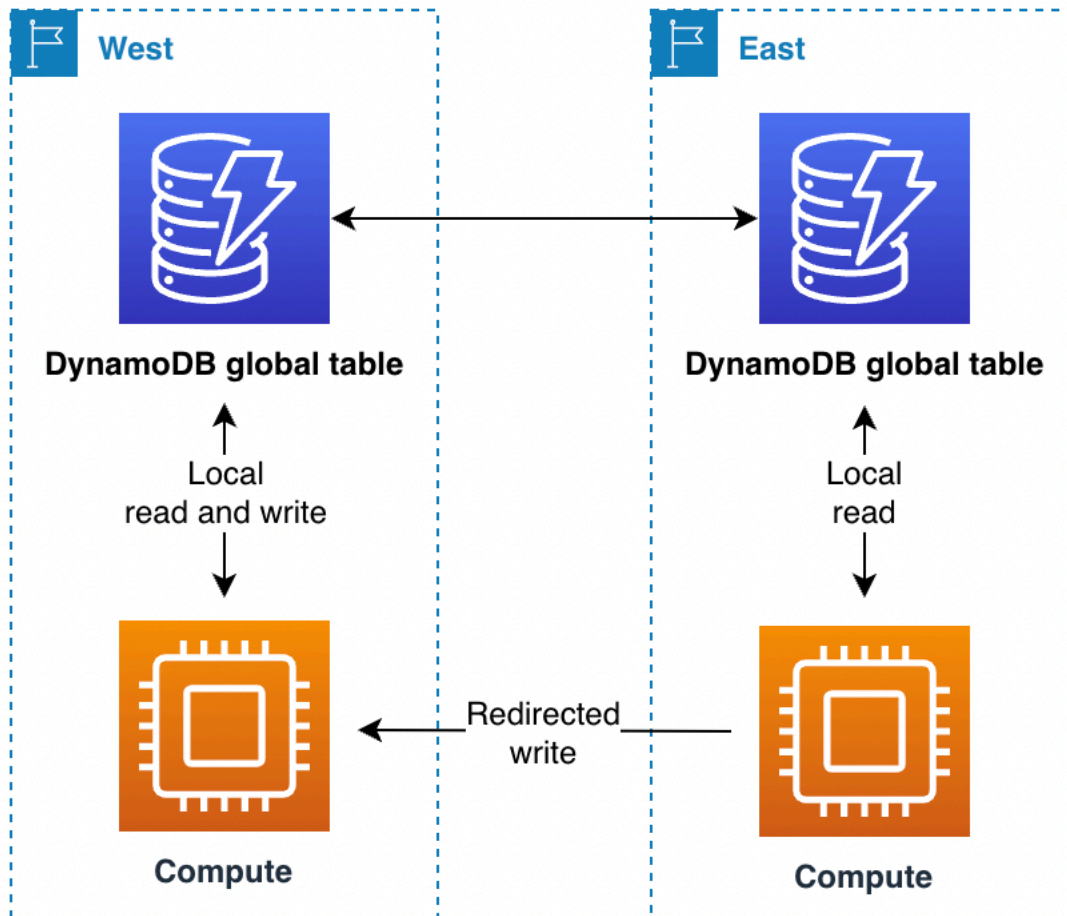 West
East
DynamoDB global table
DynamoDB global table
Local
read and write
Local
read
Redirected
write
Compute
Compute